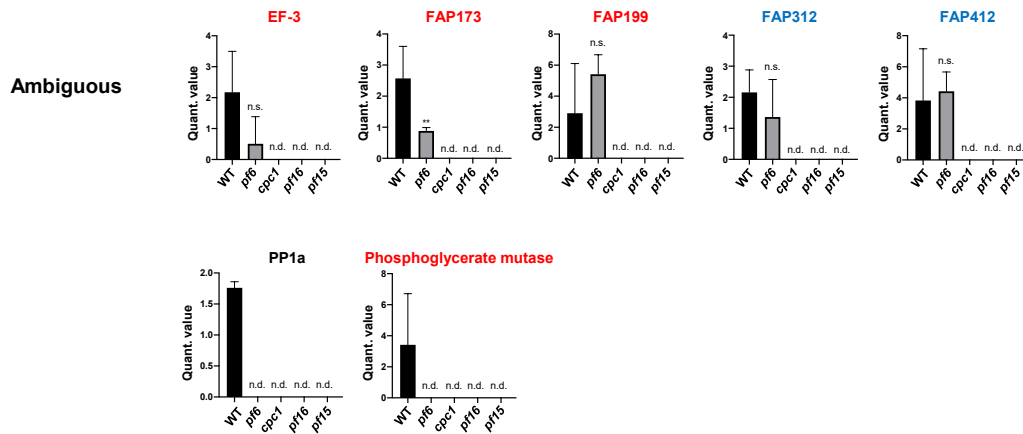 EF-3 FAP173 FAP199 FAP312 FAP412
Ambiguous
Quant. value
4
3
2
1
0
n.s.
n.d. n.d. n.d.
WT pf6 cpc1 pf16 pf15
Quant. value
4
3
2
1
0
**
n.d. n.d. n.d.
WT pf6 cpc1 pf16 pf15
Quant. value
8
6
4
2
0
n.s.
n.d. n.d. n.d.
WT pf6 cpc1 pf16 pf15
Quant. value
4
3
2
1
0
n.s.
n.d. n.d. n.d.
WT pf6 cpc1 pf16 pf15
Quant. value
8
6
4
2
0
n.s.
n.d. n.d. n.d.
WT pf6 cpc1 pf16 pf15
PP1a
Quant. value
2.0
1.5
1.0
0.5
0.0
n.d. n.d. n.d. n.d.
WT pf6 cpc1 pf16 pf15
Phosphoglycerate mutase
Quant. value
8
6
4
2
0
n.d. n.d. n.d. n.d.
WT pf6 cpc1 pf16 pf15